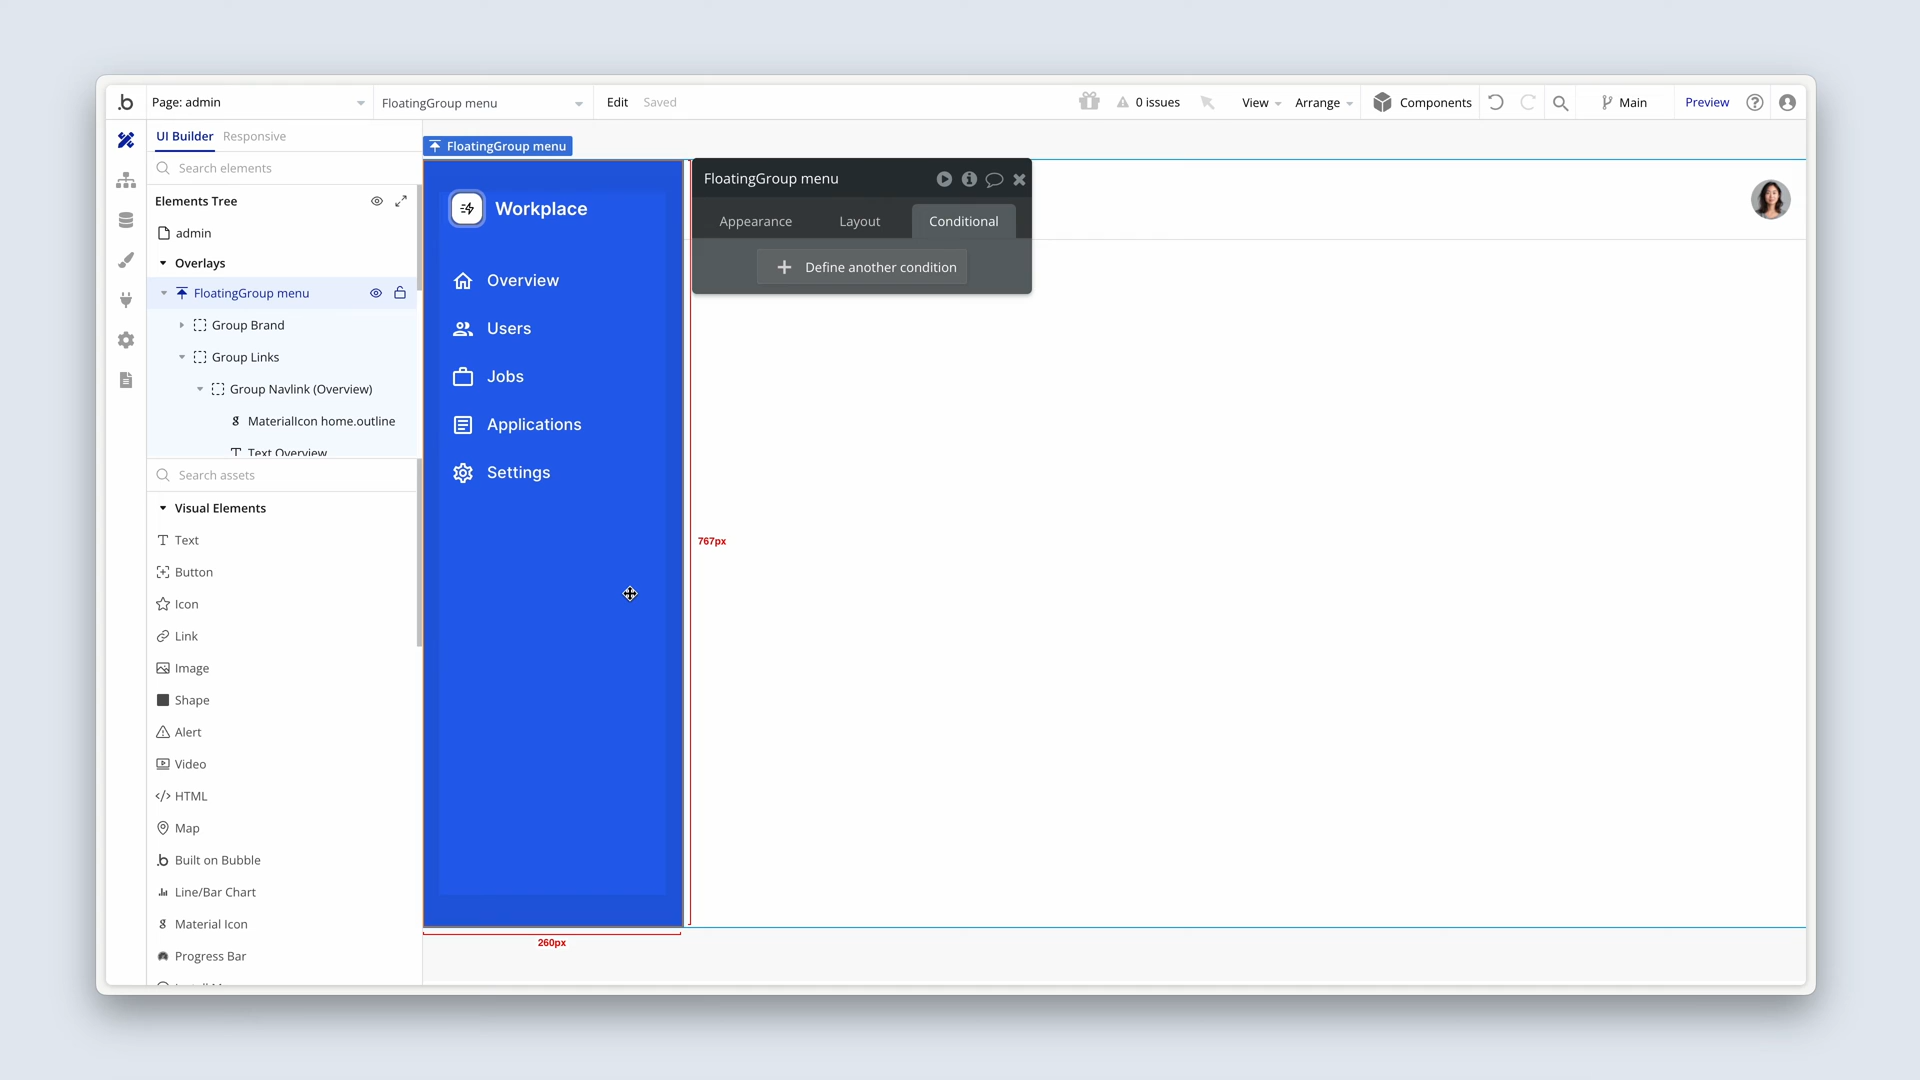 Page: admin
FloatingGroup menu
Edit
Saved
0 issues
View
Arrange
Components
Main
Preview
UI Builder
Responsive
Search elements
Elements Tree
admin
Overlays
FloatingGroup menu
Group Brand
Group Links
Group Navlink (Overview)
MaterialIcon home.outline
Text Overview
Search assets
Visual Elements
Text
Button
Icon
Link
Image
Shape
Alert
Video
HTML
Map
Built on Bubble
Line/Bar Chart
Material Icon
Progress Bar
FloatingGroup menu
Workplace
Overview
Users
Jobs
Applications
Settings
260px
767px
FloatingGroup menu
Appearance
Layout
Conditional
Define another condition